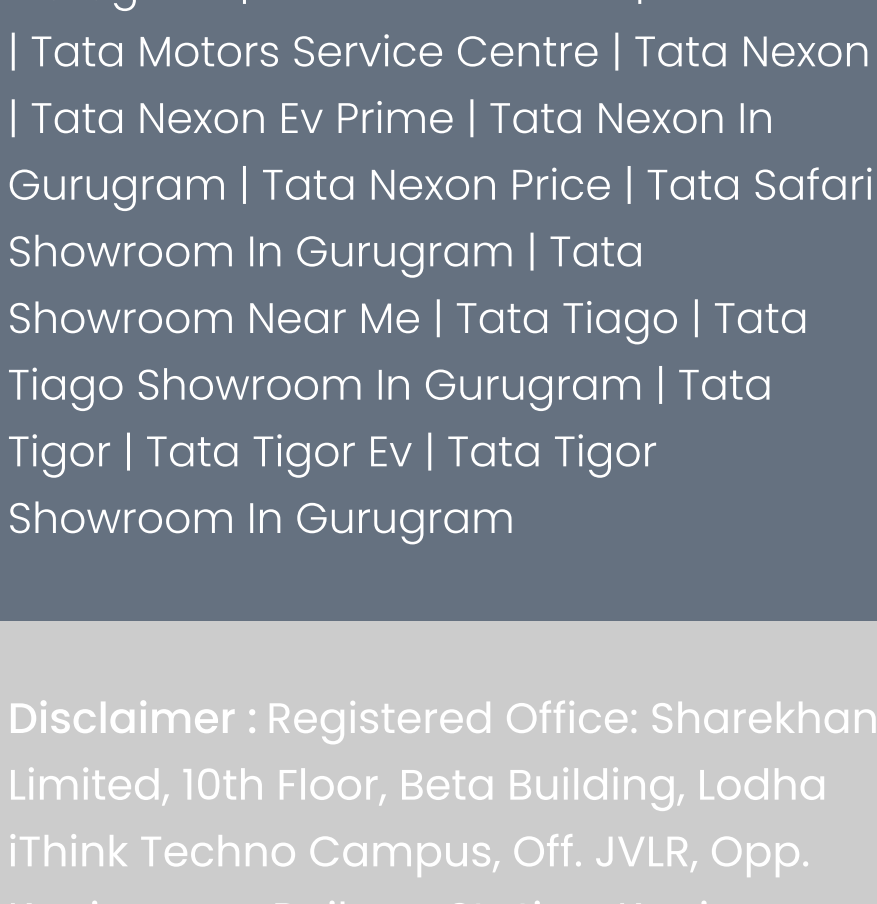 | Tata Motors Service Centre | Tata Nexon
| Tata Nexon Ev Prime | Tata Nexon In
Gurugram | Tata Nexon Price | Tata Safari
Showroom In Gurugram | Tata
Showroom Near Me | Tata Tiago | Tata
Tiago Showroom In Gurugram | Tata
Tigor | Tata Tigor Ev | Tata Tigor
Showroom In Gurugram
Disclaimer : Registered Office: Sharekhan
Limited, 10th Floor, Beta Building, Lodha
iThink Techno Campus, Off. JVLR, Opp.